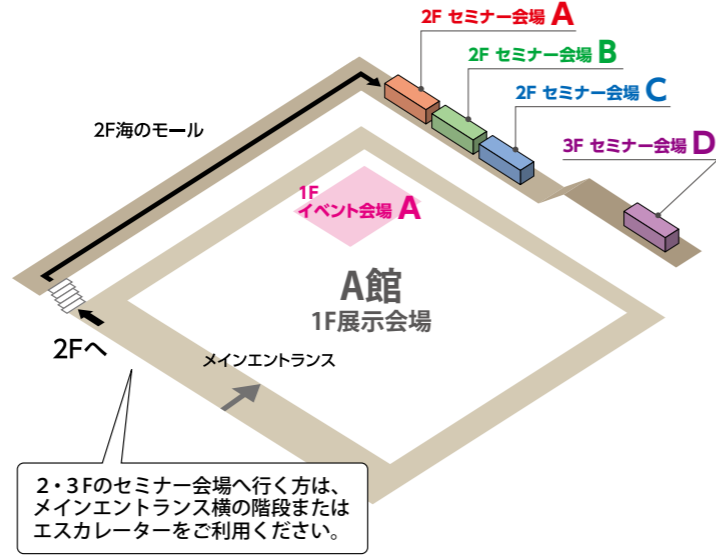 2F セミナー会場 A
2F セミナー会場 B
2F セミナー会場 C
3F セミナー会場 D
2F海のモール
1F
イベント会場 A
A館
1F展示会場
2Fへ
メインエントランス
2・3Fのセミナー会場へ行く方は、
メインエントランス横の階段または
エスカレーターをご利用ください。